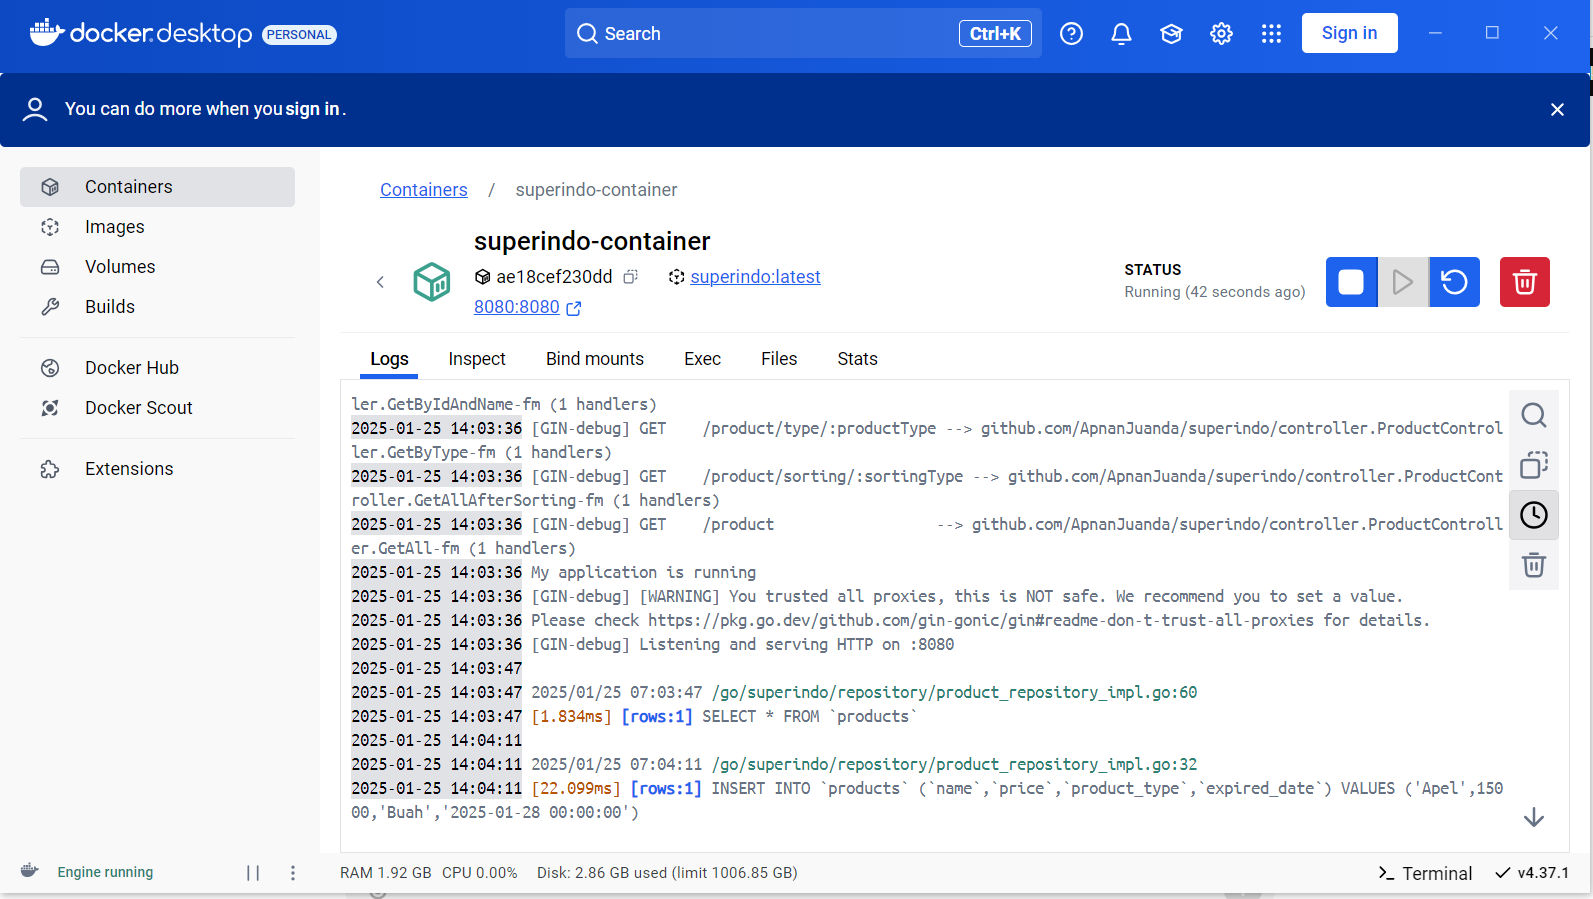 docker.desktop PERSONAL
Search
Ctrl+K
Sign in
You can do more when you sign in.
Containers
Images
Volumes
Builds
Docker Hub
Docker Scout
Extensions
Containers / superindo-container
superindo-container
ae18cef230dd superindo:latest
8080:8080
STATUS
Running (42 seconds ago)
Logs Inspect Bind mounts Exec Files Stats
ler.GetByIdAndName-fm (1 handlers)
2025-01-25 14:03:36 [GIN-debug] GET    /product/type/:productType --> github.com/ApnanJuanda/superindo/controller.ProductControl
ler.GetByType-fm (1 handlers)
2025-01-25 14:03:36 [GIN-debug] GET    /product/sorting/:sortingType --> github.com/ApnanJuanda/superindo/controller.ProductCont
roller.GetAllAfterSorting-fm (1 handlers)
2025-01-25 14:03:36 [GIN-debug] GET    /product                  --> github.com/ApnanJuanda/superindo/controller.ProductControll
er.GetAll-fm (1 handlers)
2025-01-25 14:03:36 My application is running
2025-01-25 14:03:36 [GIN-debug] [WARNING] You trusted all proxies, this is NOT safe. We recommend you to set a value.
2025-01-25 14:03:36 Please check https://pkg.go.dev/github.com/gin-gonic/gin#readme-don-t-trust-all-proxies for details.
2025-01-25 14:03:36 [GIN-debug] Listening and serving HTTP on :8080
2025-01-25 14:03:47
2025-01-25 14:03:47 2025/01/25 07:03:47 /go/superindo/repository/product_repository_impl.go:60
2025-01-25 14:03:47 [1.834ms] [rows:1] SELECT * FROM `products`
2025-01-25 14:04:11
2025-01-25 14:04:11 2025/01/25 07:04:11 /go/superindo/repository/product_repository_impl.go:32
2025-01-25 14:04:11 [22.099ms] [rows:1] INSERT INTO `products` (`name`,`price`,`product_type`,`expired_date`) VALUES ('Apel',150
00,'Buah','2025-01-28 00:00:00')
Engine running
RAM 1.92 GB CPU 0.00% Disk: 2.86 GB used (limit 1006.85 GB)
Terminal
v4.37.1